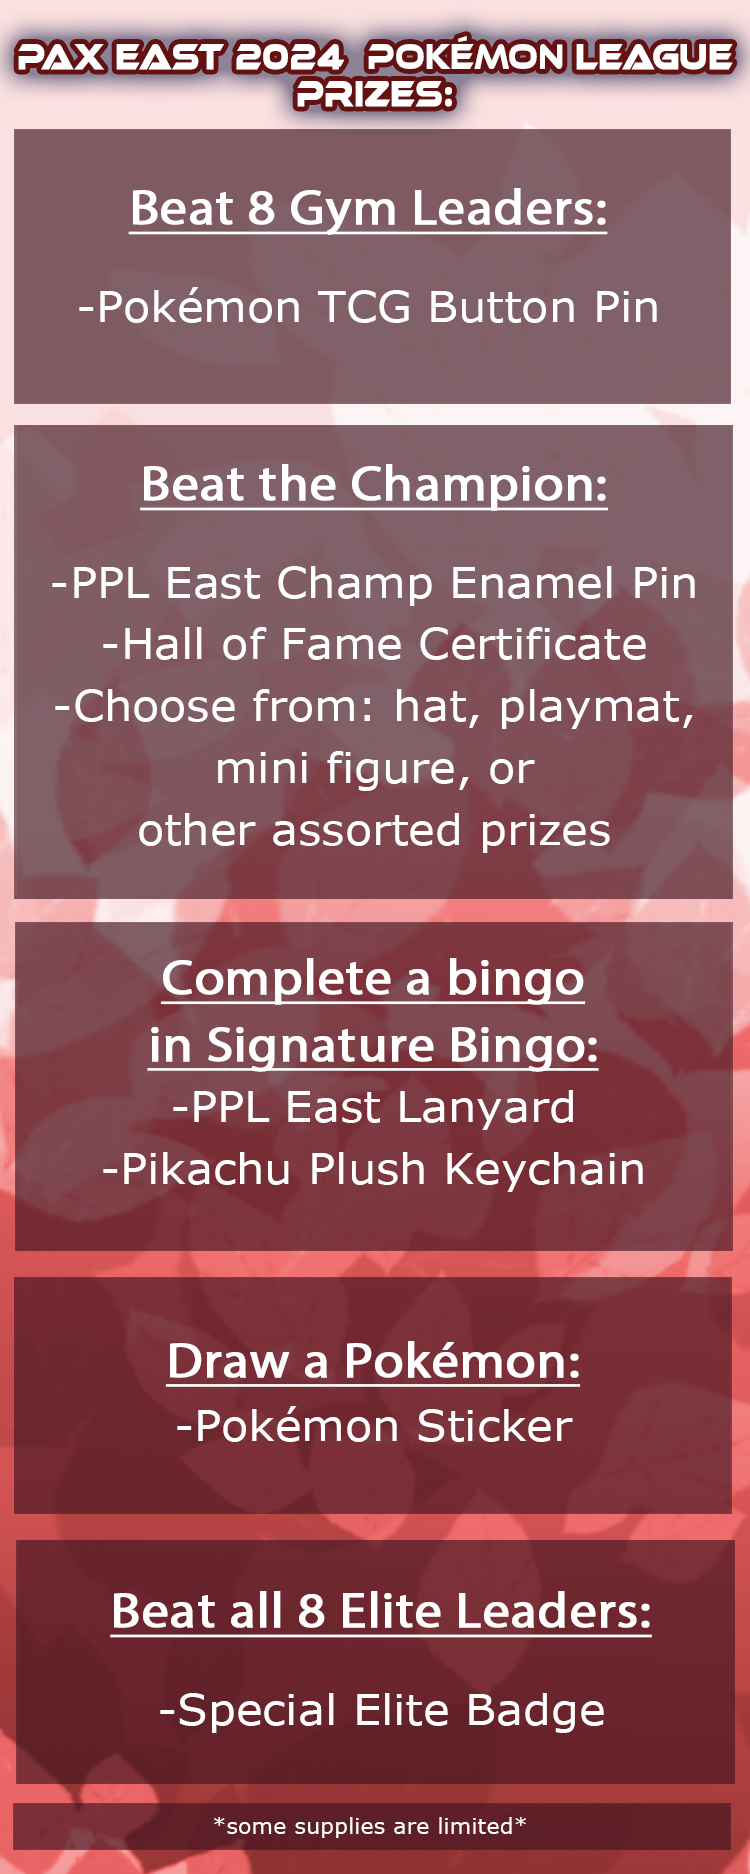 PAX EAST 2024 POKÉMON LEAGUE
PRIZES:
Beat 8 Gym Leaders:
-Pokémon TCG Button Pin
Beat the Champion:
-PPL East Champ Enamel Pin
-Hall of Fame Certificate
-Choose from: hat, playmat,
mini figure, or
other assorted prizes
Complete a bingo
in Signature Bingo:
-PPL East Lanyard
-Pikachu Plush Keychain
Draw a Pokémon:
-Pokémon Sticker
Beat all 8 Elite Leaders:
-Special Elite Badge
*some supplies are limited*